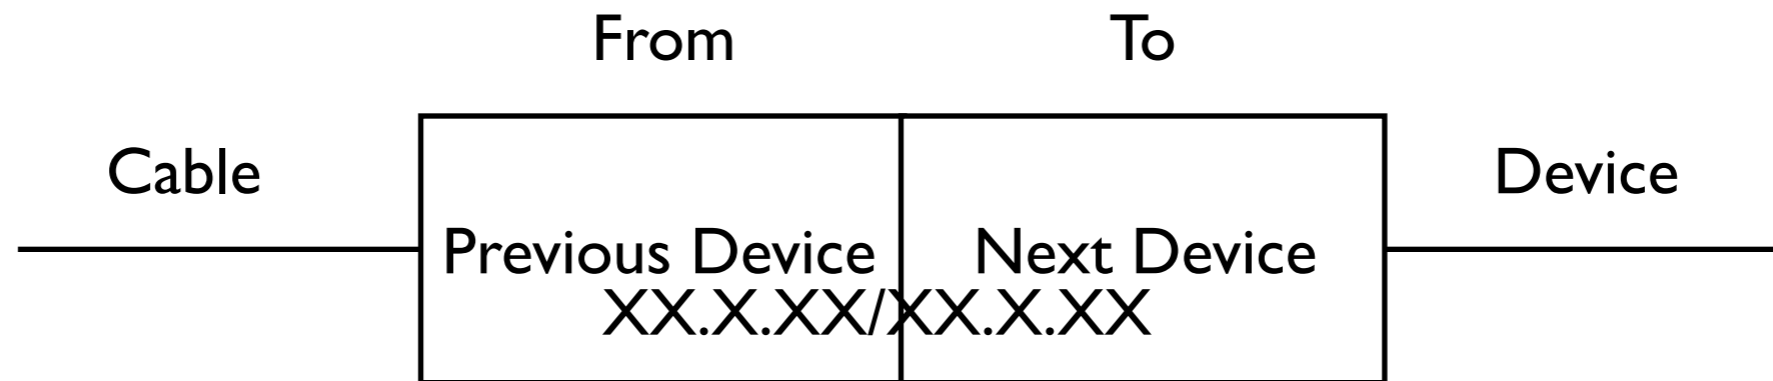 From To
Cable Device
Previous Device Next Device
XX.X.XX/XX.X.XX